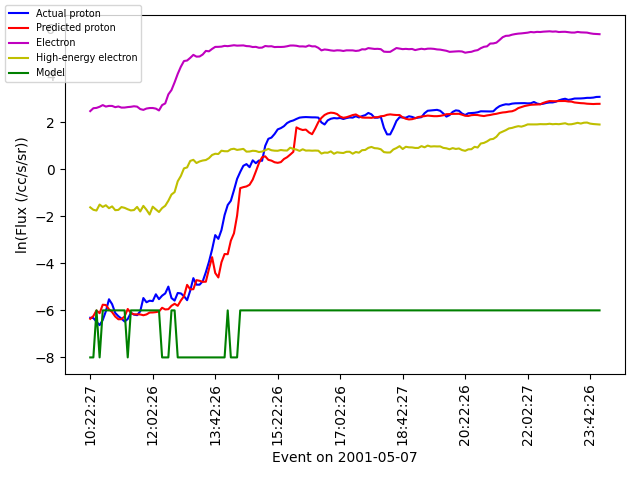 Actual proton
Predicted proton
Electron
High-energy electron
Model
ln(Flux (/cc/s/sr))
2
0
−2
−4
−6
−8
10:22:27
12:02:26
13:42:26
15:22:26
17:02:26
18:42:27
20:22:26
22:02:27
23:42:26
Event on 2001-05-07